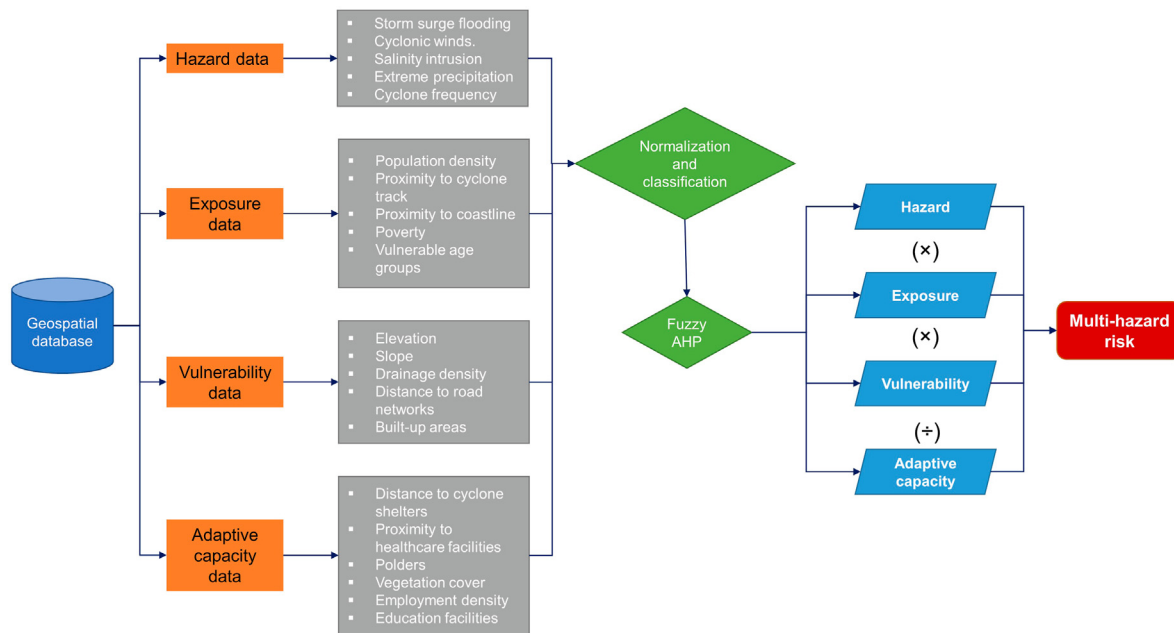 Geospatial
database
Hazard data
▪ Storm surge flooding
▪ Cyclonic winds.
▪ Salinity intrusion
▪ Extreme precipitation
▪ Cyclone frequency
Exposure
data
▪ Population density
▪ Proximity to cyclone
track
▪ Proximity to coastline
▪ Poverty
▪ Vulnerable age
groups
Vulnerability
data
▪ Elevation
▪ Slope
▪ Drainage density
▪ Distance to road
networks
▪ Built-up areas
Adaptive
capacity
data
▪ Distance to cyclone
shelters
▪ Proximity to
healthcare facilities
▪ Polders
▪ Vegetation cover
▪ Employment density
▪ Education facilities
Normalization
and
classification
Fuzzy
AHP
Hazard
(×)
Exposure
(×)
Vulnerability
(÷)
Adaptive
capacity
Multi-hazard
risk